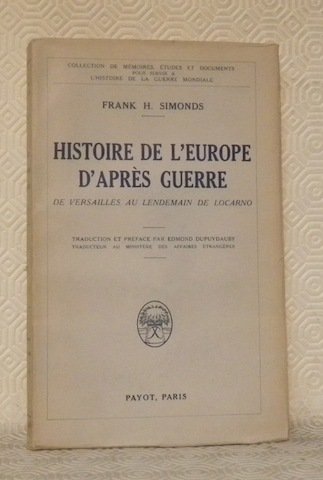 COLLECTION DE MÉMOIRES, ÉTUDES ET DOCUMENTS
POUR SERVIR A
L'HISTOIRE DE LA GUERRE MONDIALE
FRANK H. SIMONDS
HISTOIRE DE L'EUROPE
D'APRÈS GUERRE
DE VERSAILLES AU LENDEMAIN DE LOCARNO
TRADUCTION ET PRÉFACE PAR EDMOND DUPUYDAUBY
TRADUCTEUR AU MINISTÈRE DES AFFAIRES ÉTRANGÈRES
PAYOT, PARIS